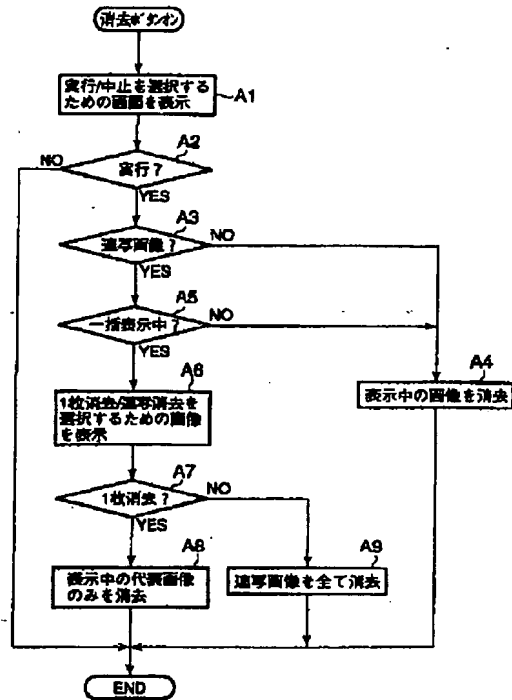 消去ボタンオン
実行/中止を選択する
ための画面を表示
A1
A2
NO
実行？
YES
A3
連写画像？
NO
YES
A5
一括表示中？
NO
YES
A4
表示中の画像を消去
A6
1枚消去/連写消去を
選択するための画像
を表示
A7
1枚消去？
NO
YES
A8
表示中の代表画像
のみを消去
A9
連写画像を全て消去
END